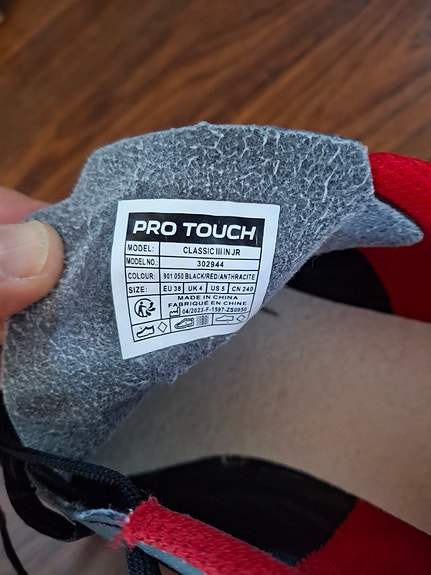 PRO TOUCH
MODEL: CLASSIC III IN JR
MODEL NO.: 302944
COLOUR: 901 050 BLACK/RED/ANTHRACITE
SIZE: EU 38 UK 4 US 5 CN 240
MADE IN CHINA
FABRIQUÉ EN CHINE
04/2023-F-1597-ZS0950